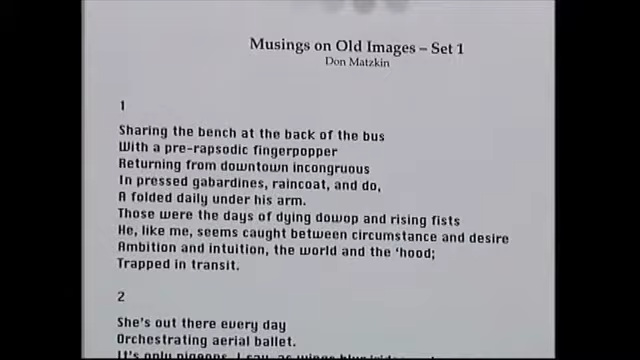 Musings on Old Images – Set 1
Don Matzkin
1
Sharing the bench at the back of the bus
With a pre-rapsodic fingerpopper
Returning from downtown incongruous
In pressed gabardines, raincoat, and do,
A folded daily under his arm.
Those were the days of dying dowop and rising fists
He, like me, seems caught between circumstance and desire
Ambition and intuition, the world and the 'hood;
Trapped in transit.
2
She's out there every day
Orchestrating aerial ballet.
It's only pigeons, I say, as wings